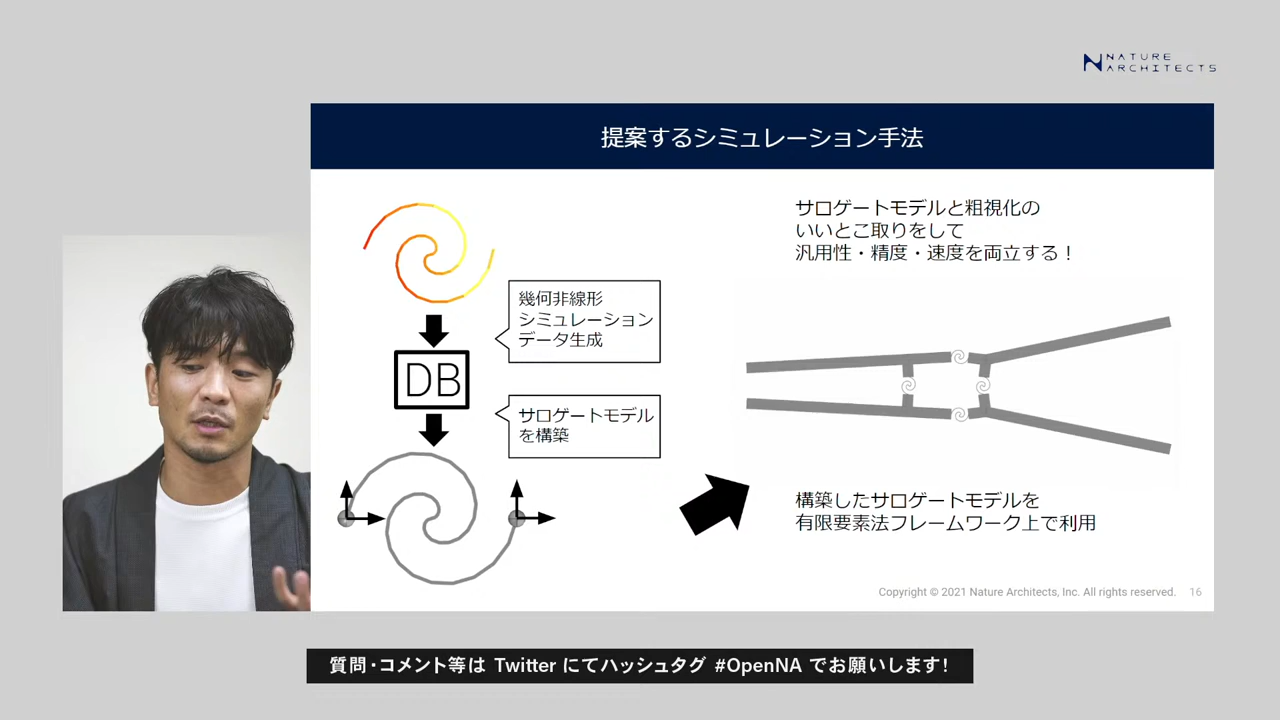 NATURE
ARCHITECTS
提案するシミュレーション手法
サロゲートモデルと粗視化の
いいとこ取りをして
汎用性・精度・速度を両立する！
幾何非線形
シミュレーション
データ生成
DB
サロゲートモデル
を構築
構築したサロゲートモデルを
有限要素法フレームワーク上で利用
Copyright © 2021 Nature Architects, Inc. All rights reserved. 16
質問・コメント等は Twitter にてハッシュタグ #OpenNA でお願いします！